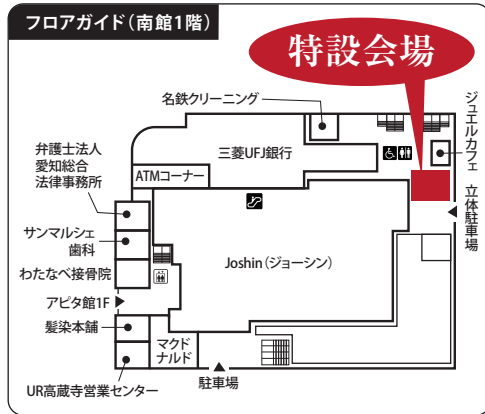 フロアガイド(南館1階)
特設会場
名鉄クリーニング
ジュエルカフェ
立体駐車場
三菱UFJ銀行
弁護士法人
愛知総合
法律事務所
ATMコーナー
サンマルシェ
歯科
わたなべ接骨院
Joshin(ジョーシン)
アピタ館1F
髪染本舗
マクド
ナルド
UR高蔵寺営業センター
駐車場